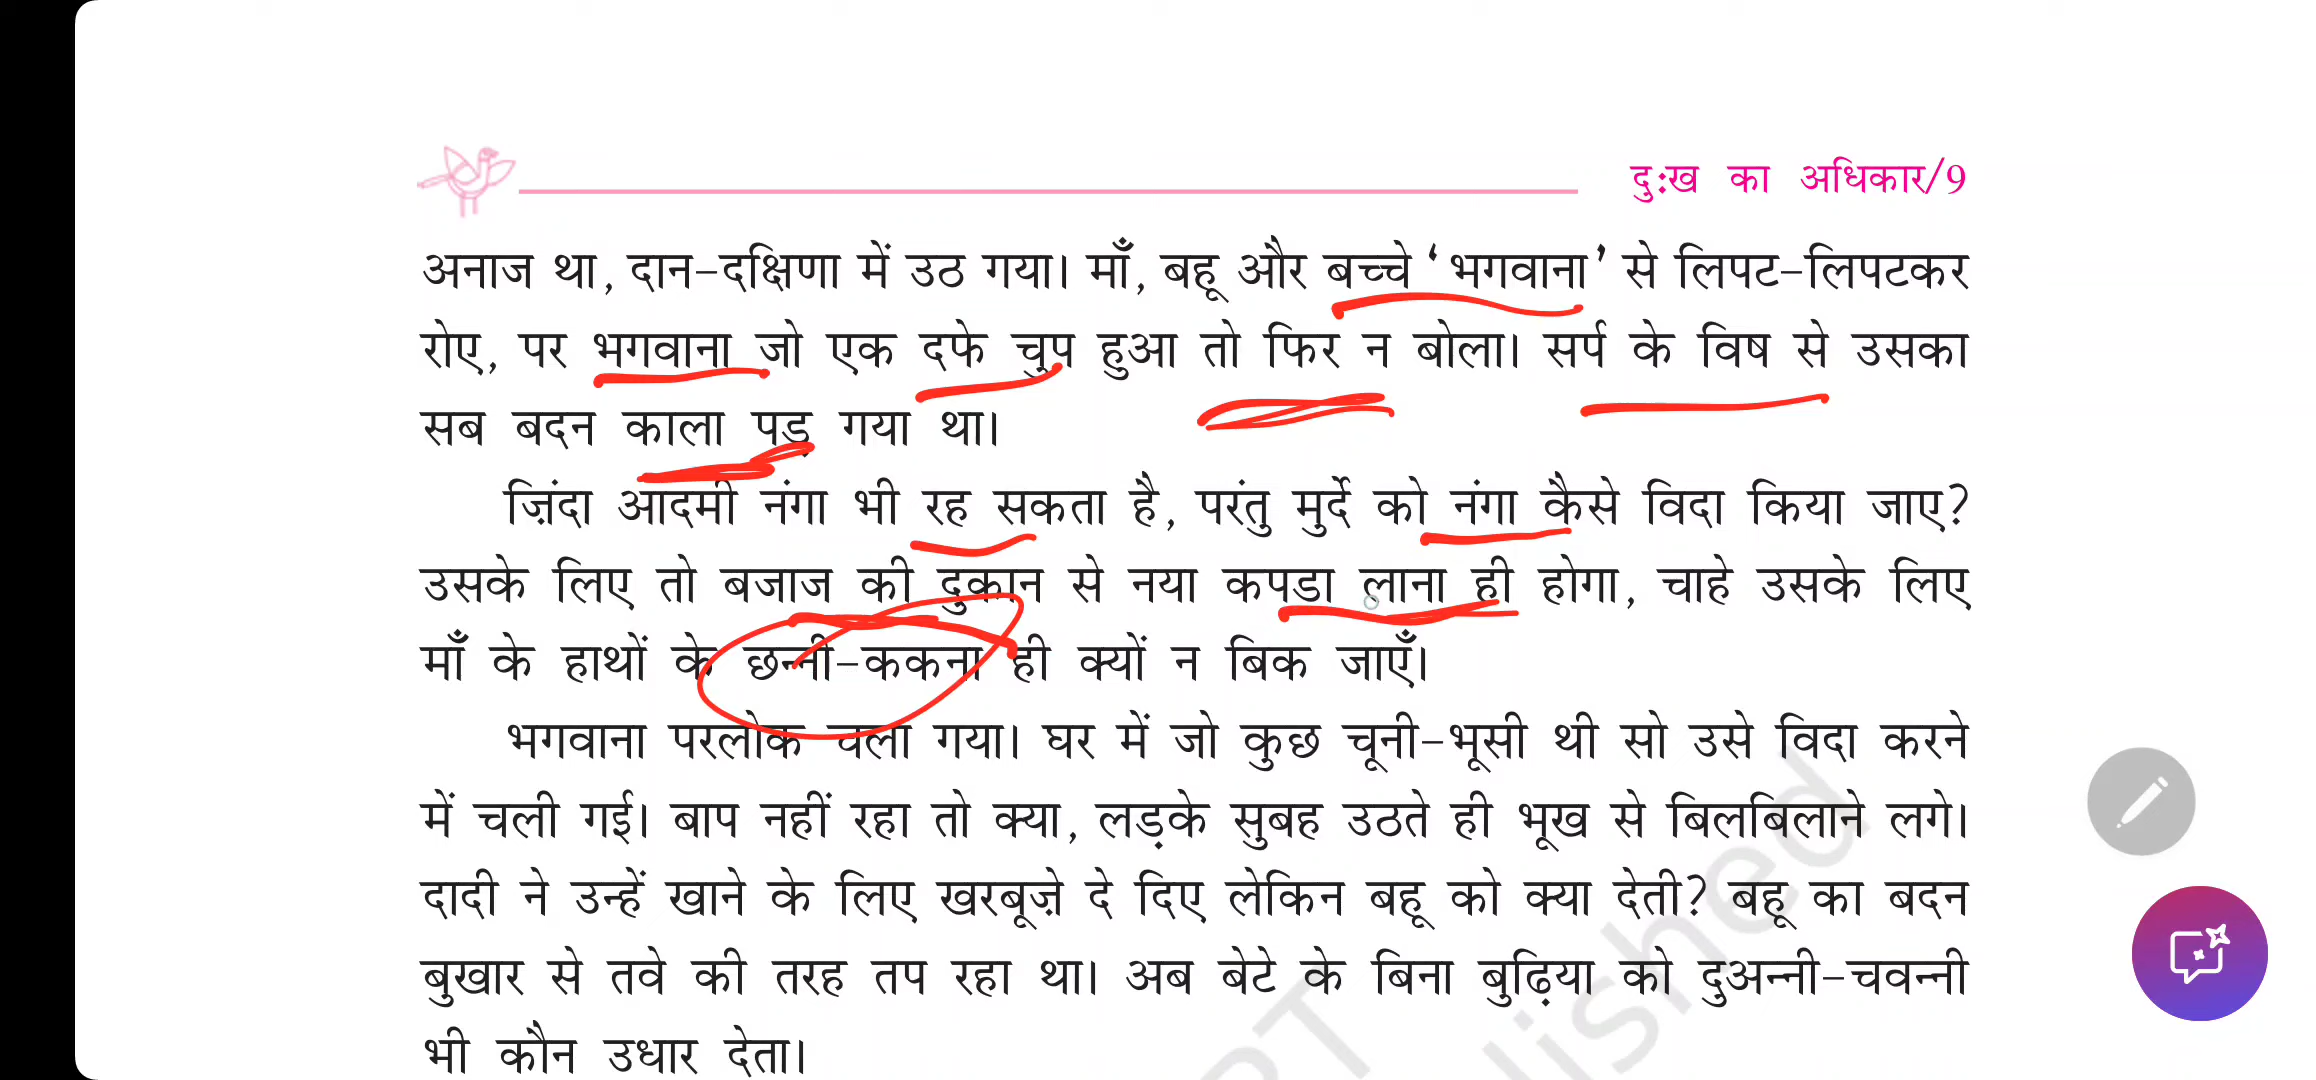 दुःख का अधिकार/9
अनाज था, दान-दक्षिणा में उठ गया। माँ, बहू और बच्चे ‘भगवाना’ से लिपट-लिपटकर
रोए, पर भगवाना जो एक दफे चुप हुआ तो फिर न बोला। सर्प के विष से उसका
सब बदन काला पड़ गया था।
ज़िंदा आदमी नंगा भी रह सकता है, परंतु मुर्दे को नंगा कैसे विदा किया जाए?
उसके लिए तो बजाज की दुकान से नया कपड़ा लाना ही होगा, चाहे उसके लिए
माँ के हाथों के छन्नी-ककना ही क्यों न बिक जाएँ।
भगवाना परलोक चला गया। घर में जो कुछ चूनी-भूसी थी सो उसे विदा करने
में चली गई। बाप नहीं रहा तो क्या, लड़के सुबह उठते ही भूख से बिलबिलाने लगे।
दादी ने उन्हें खाने के लिए खरबूज़े दे दिए लेकिन बहू को क्या देती? बहू का बदन
बुखार से तवे की तरह तप रहा था। अब बेटे के बिना बुढ़िया को दुअन्नी-चवन्नी
भी कौन उधार देता।